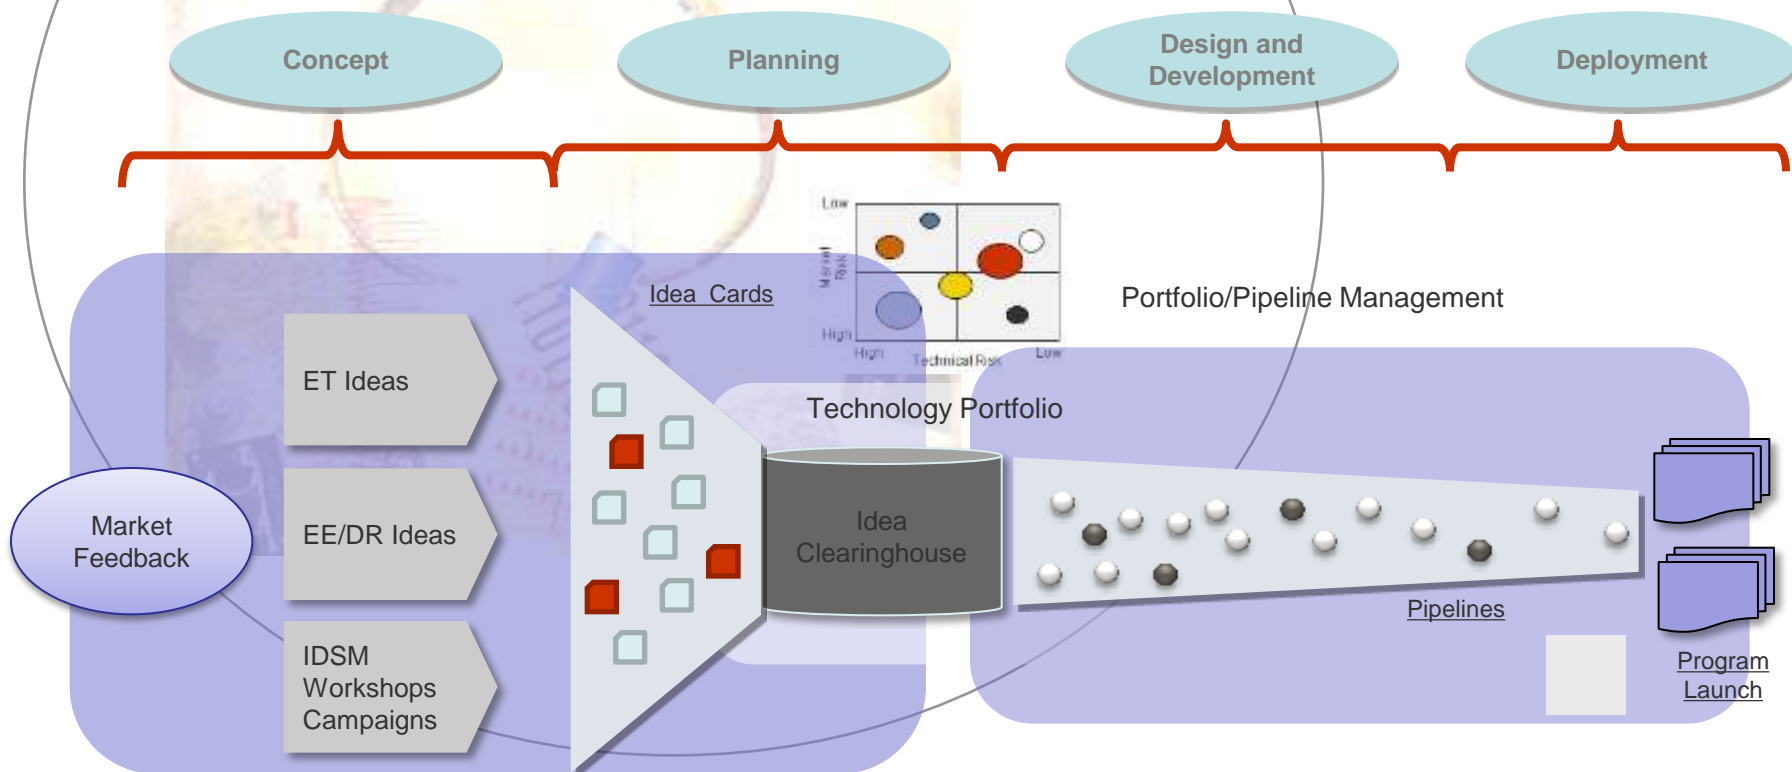 Concept
Planning
Design and
Development
Deployment
Low
Market
Risk
High
High
Technical Risk
Low
Idea Cards
Portfolio/Pipeline Management
ET Ideas
Technology Portfolio
Market
Feedback
EE/DR Ideas
Idea
Clearinghouse
Pipelines
IDSM
Workshops
Campaigns
Program
Launch